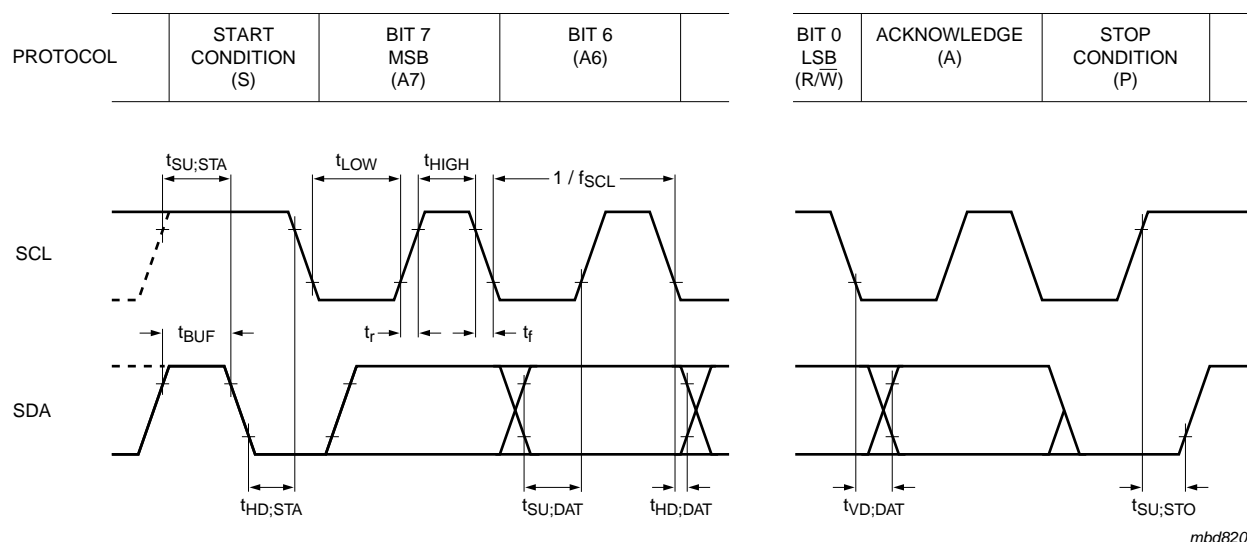 PROTOCOL
START
CONDITION
(S)
BIT 7
MSB
(A7)
BIT 6
(A6)
BIT 0
LSB
(R/W̅)
ACKNOWLEDGE
(A)
STOP
CONDITION
(P)
tSU;STA
tLOW
tHIGH
1 / fSCL
SCL
tBUF
tr
tf
SDA
tHD;STA
tSU;DAT
tHD;DAT
tVD;DAT
tSU;STO
mbd820